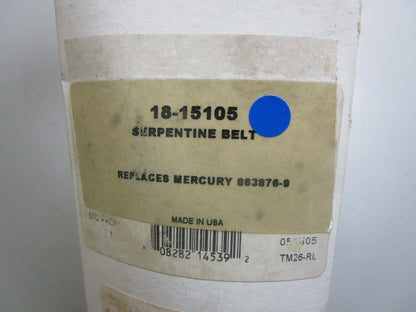 18-15105
SERPENTINE BELT
REPLACES MERCURY 863876-9
MADE IN USA
STD PACK
1
0 08282 14539 2
TM26-RL